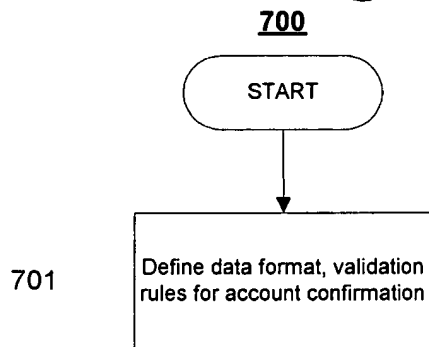 700
START
701
Define data format, validation
rules for account confirmation